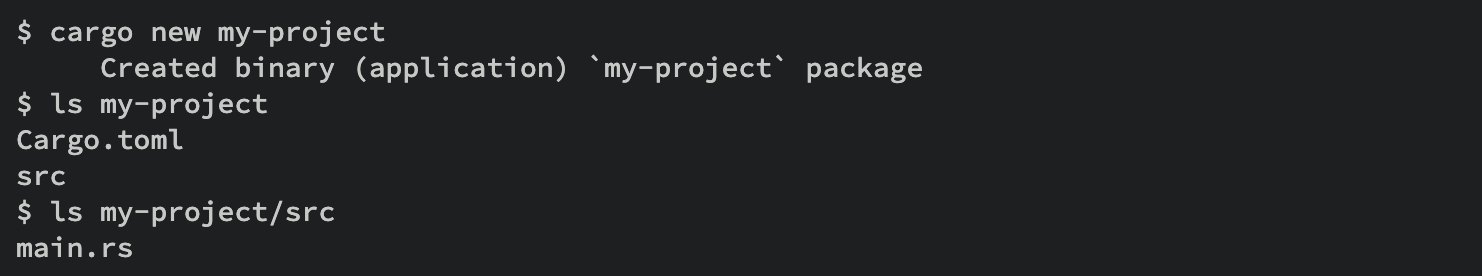 $ cargo new my-project
     Created binary (application) `my-project` package
$ ls my-project
Cargo.toml
src
$ ls my-project/src
main.rs